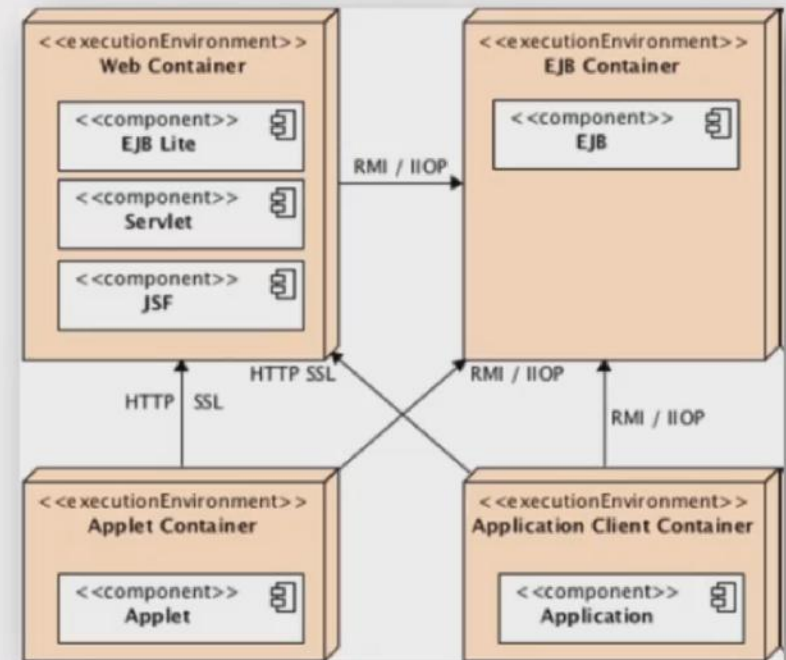 <<executionEnvironment>>
Web Container
<<component>>
EJB Lite
<<component>>
Servlet
<<component>>
JSF
RMI / IIOP
<<executionEnvironment>>
EJB Container
<<component>>
EJB
HTTP SSL
RMI / IIOP
HTTP SSL
RMI / IIOP
<<executionEnvironment>>
Applet Container
<<component>>
Applet
<<executionEnvironment>>
Application Client Container
<<component>>
Application